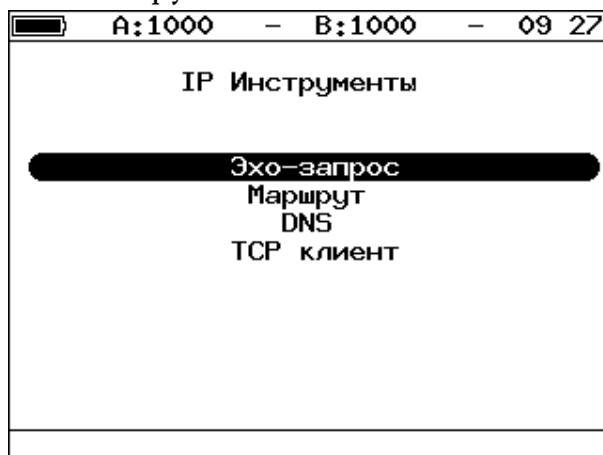 A:1000 – B:1000 – 09 27
IP Инструменты
Эхо-запрос
Маршрут
DNS
TCP клиент